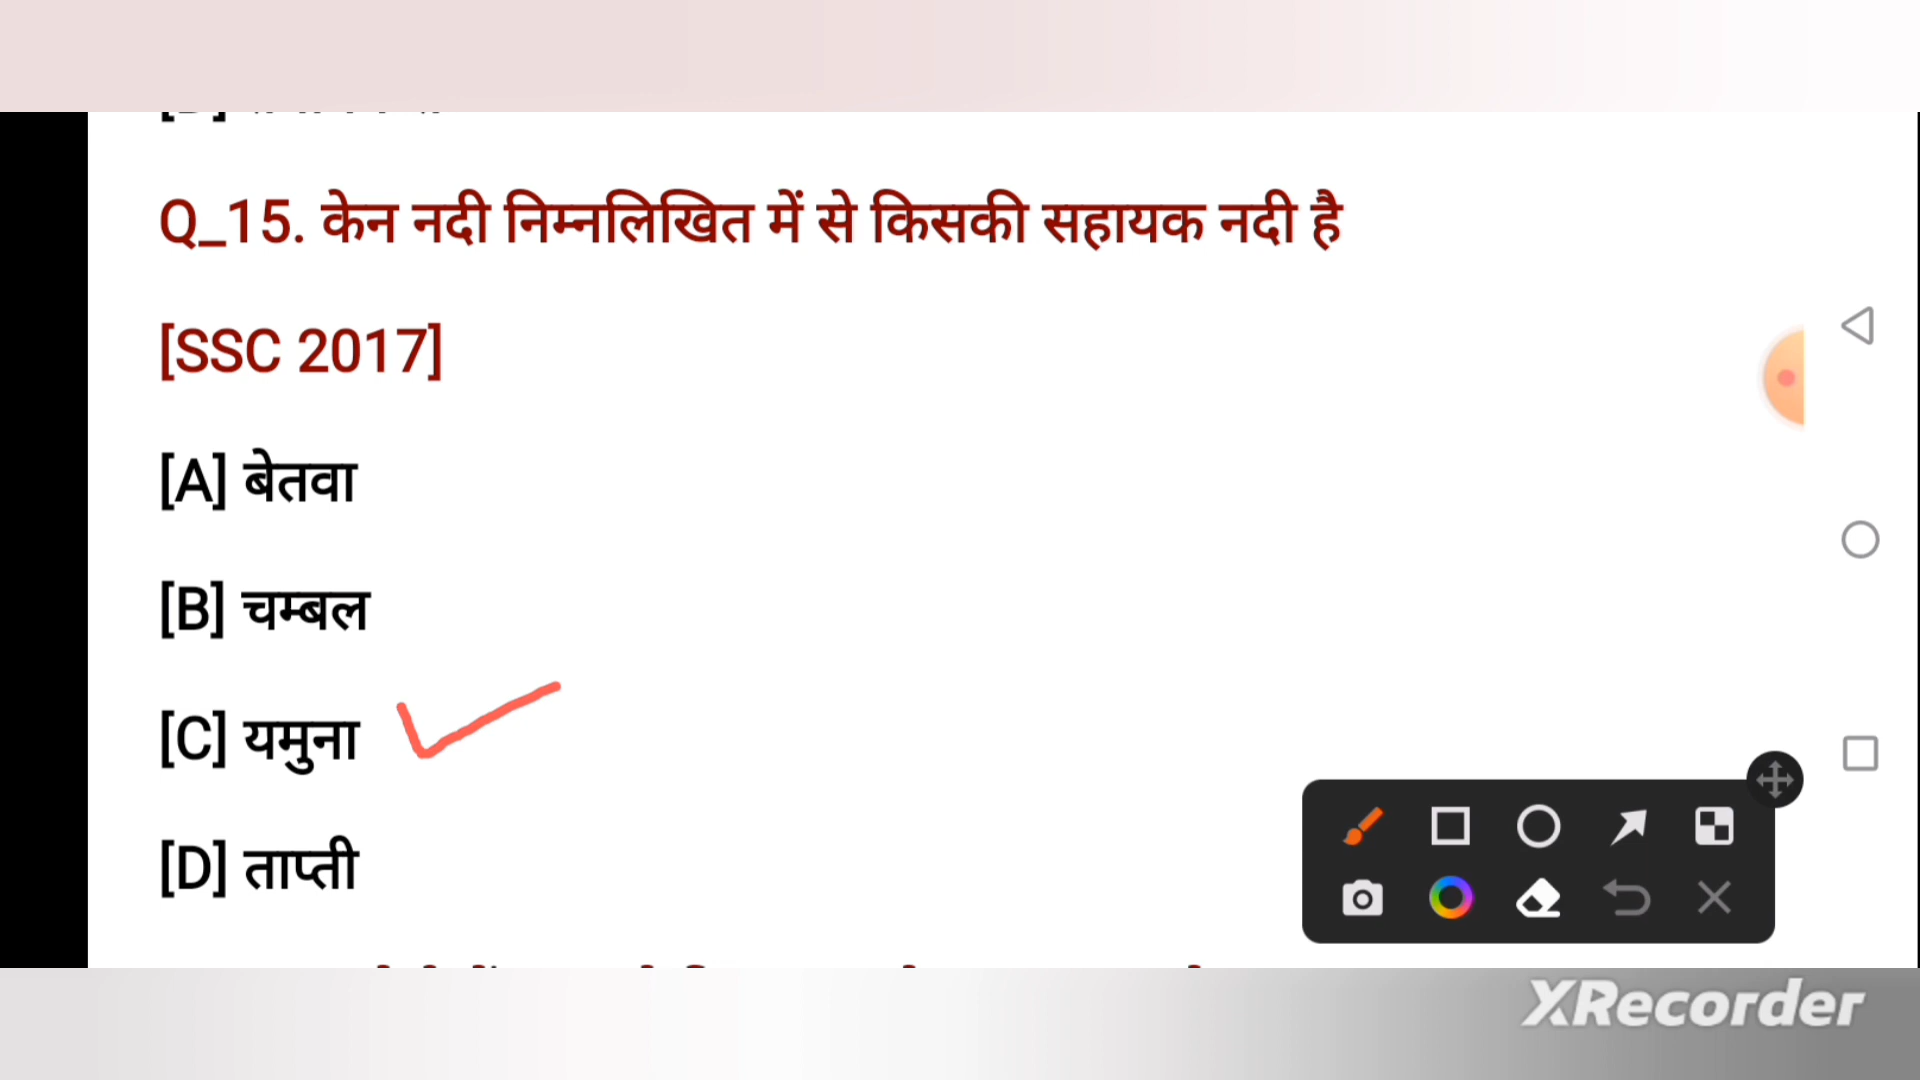 Q_15. केन नदी निम्नलिखित में से किसकी सहायक नदी है
[SSC 2017]
[A] बेतवा
[B] चम्बल
[C] यमुना
[D] ताप्ती
XRecorder